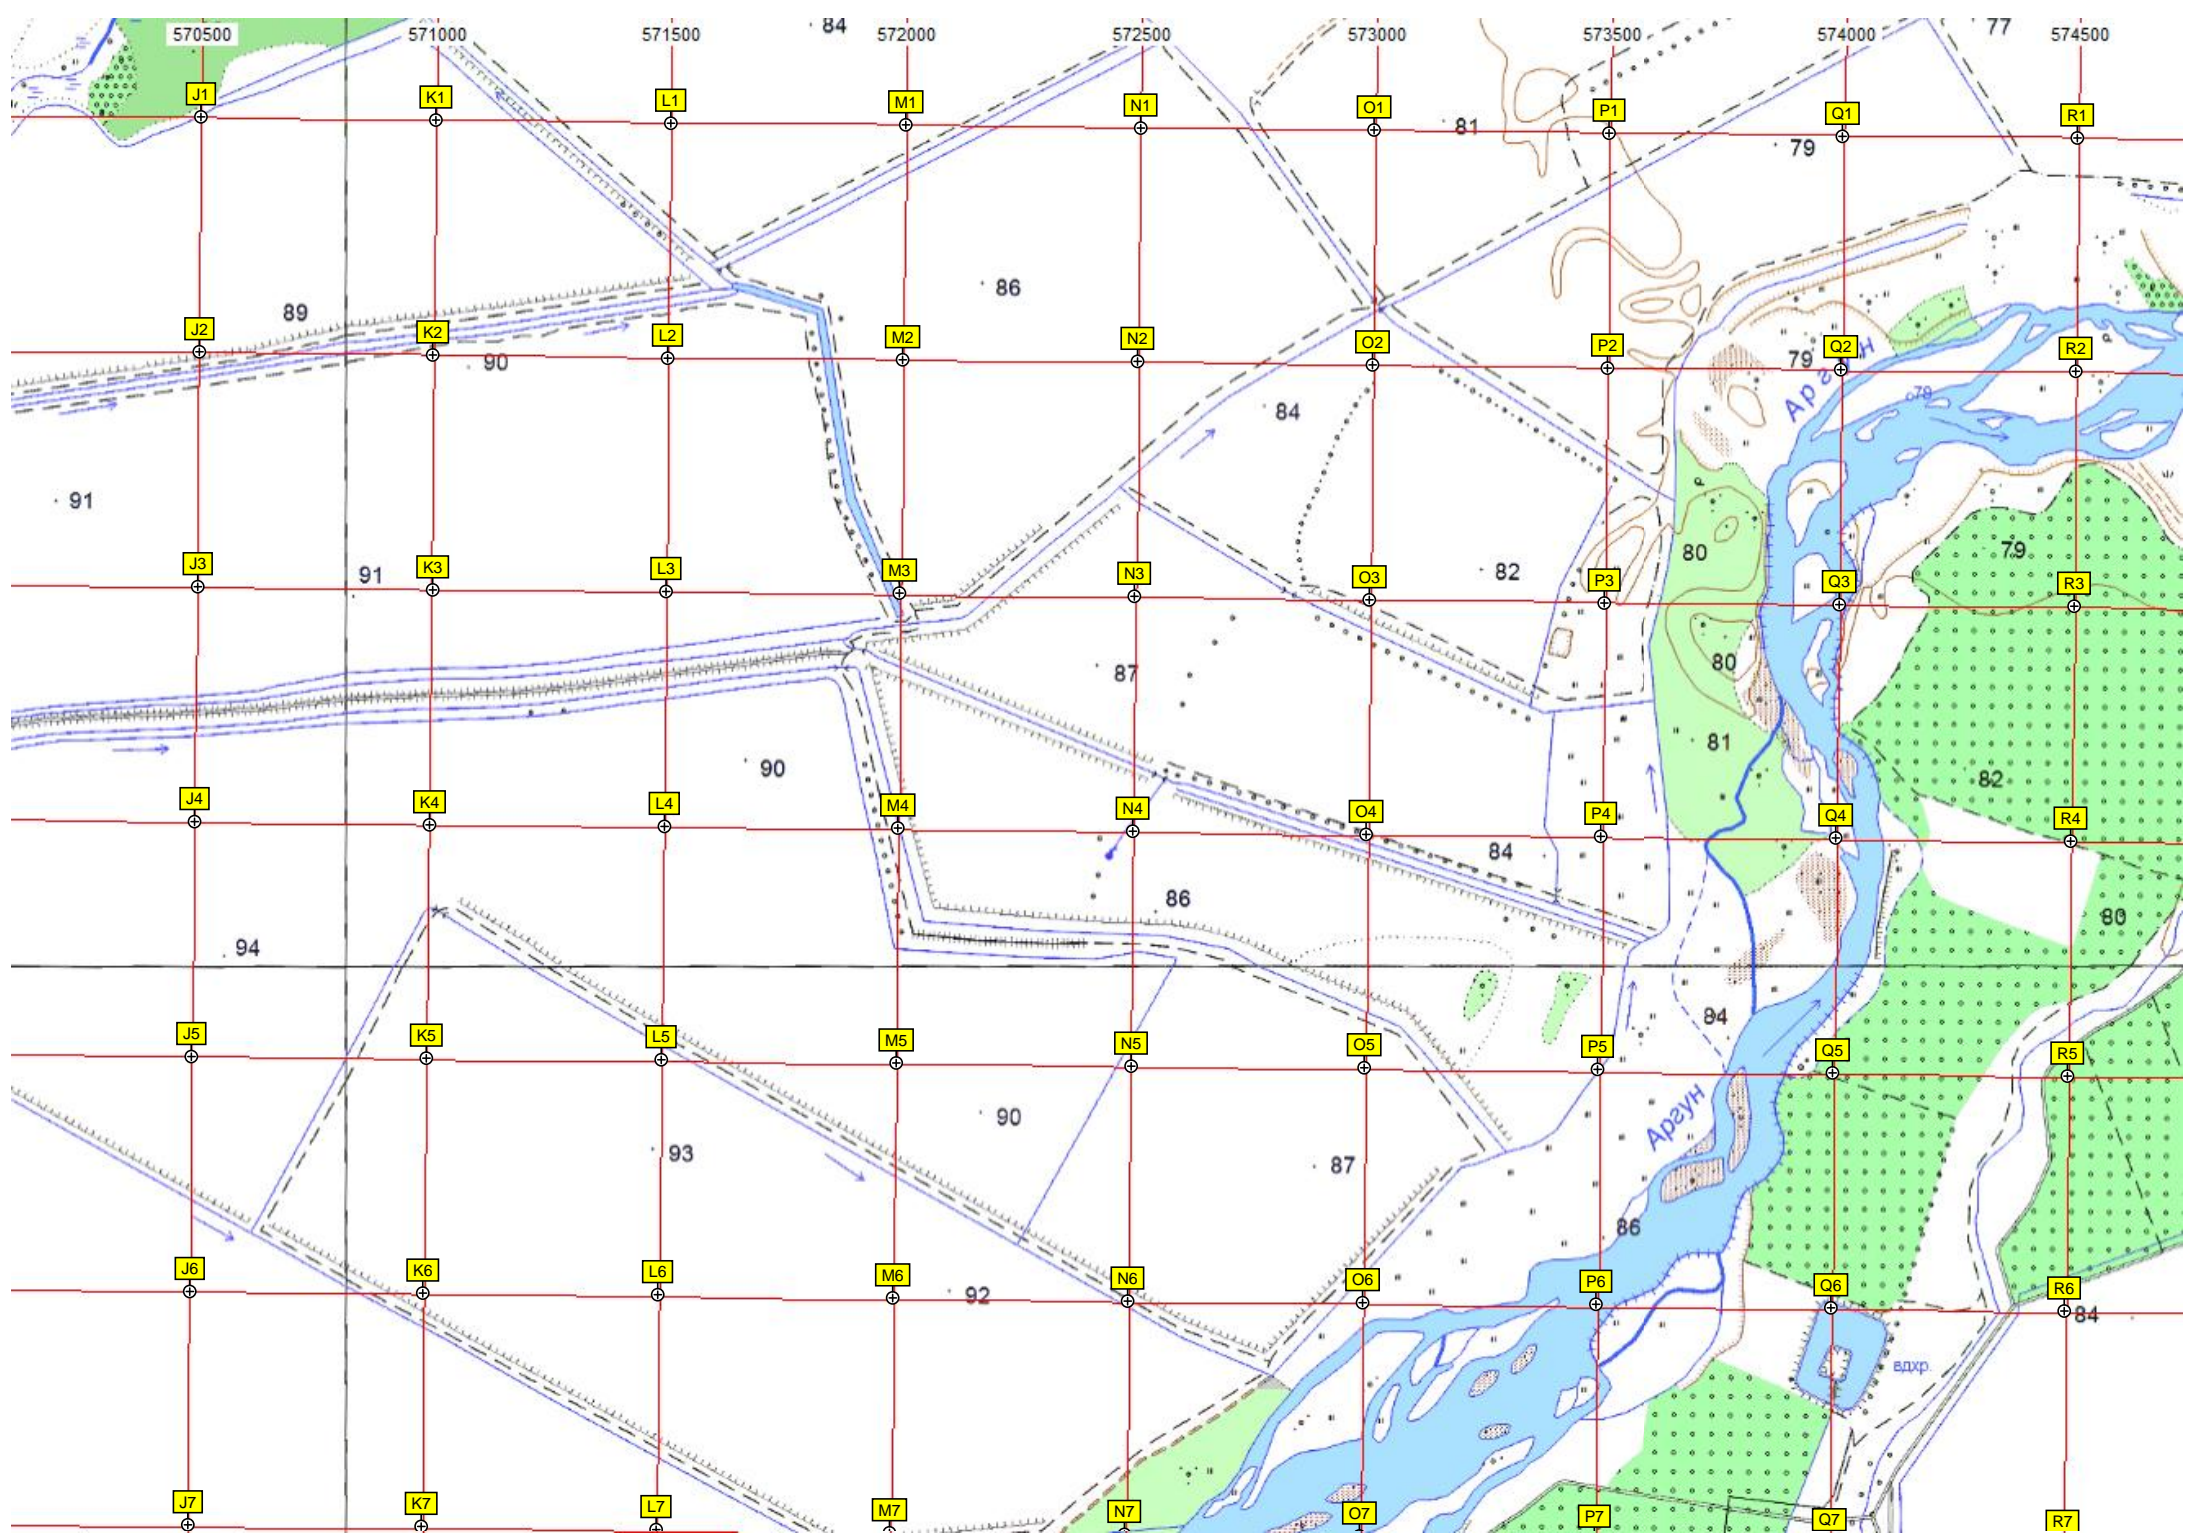 84
77
570500 571000 571500 572000 572500 573000 573500 574000 574500
J1 K1 L1 M1 N1 O1 P1 Q1 R1
81
79
86
89
J2 K2 L2 M2 N2 O2 P2 Q2 R2
90
79
Аргун
79
84
91
80
79
82
91
J3 K3 L3 M3 N3 O3 P3 Q3 R3
87
80
81
90
82
J4 K4 L4 M4 N4 O4 P4 Q4 R4
84
86
80
94
84
J5 K5 L5 M5 N5 O5 P5 Q5 R5
90
Аргун
93
87
86
J6 K6 L6 M6 N6 O6 P6 Q6 R6
92
84
вдхр.
J7 K7 L7 M7 N7 O7 P7 Q7 R7